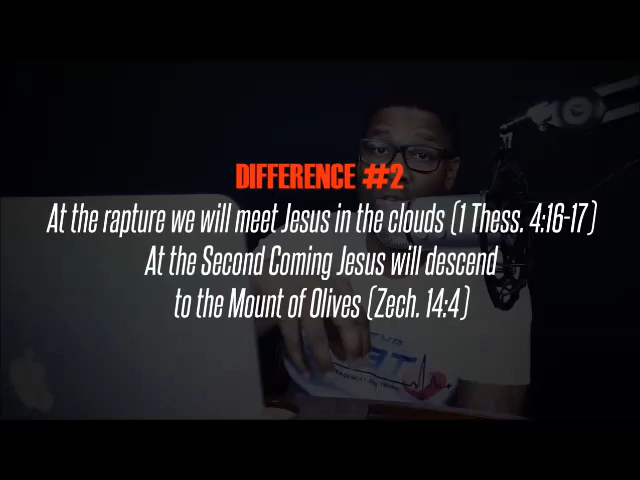 DIFFERENCE #2
At the rapture we will meet Jesus in the clouds (1 Thess. 4:16-17)
At the Second Coming Jesus will descend
to the Mount of Olives (Zech. 14:4)